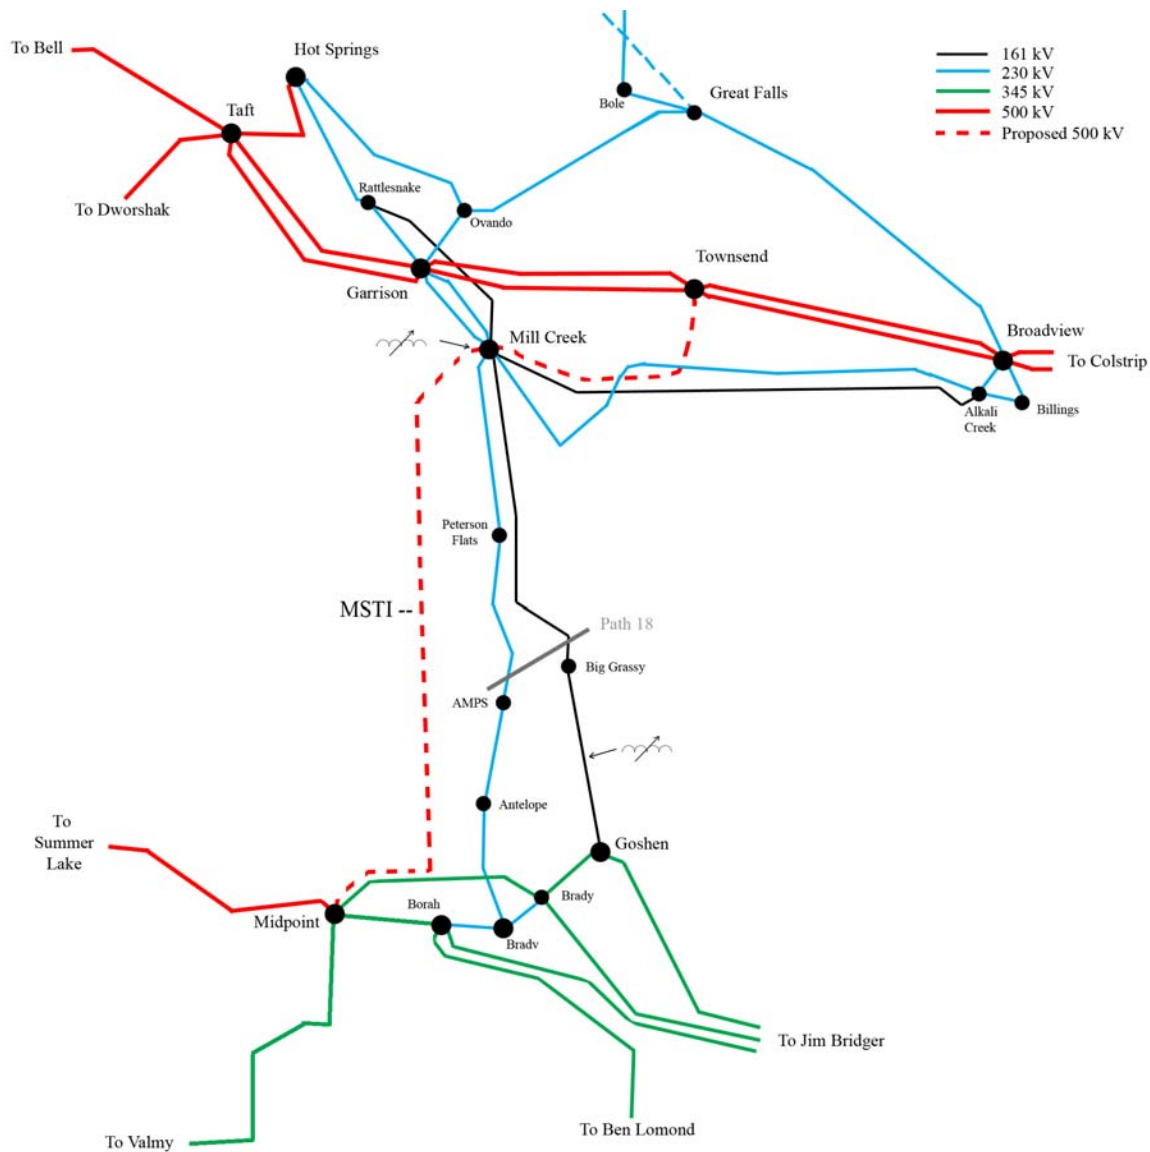 To Bell
Hot Springs
161 kV
230 kV
345 kV
500 kV
Proposed 500 kV
Great Falls
Bole
Taft
Rattlesnake
To Dworshak
Ovando
Townsend
Garrison
Broadview
Mill Creek
To Colstrip
Alkali
Creek
Billings
Peterson
Flats
MSTI --
Path 18
Big Grassy
AMPS
Antelope
To
Summer
Lake
Goshen
Brady
Borah
Midpoint
Brady
To Jim Bridger
To Ben Lomond
To Valmy